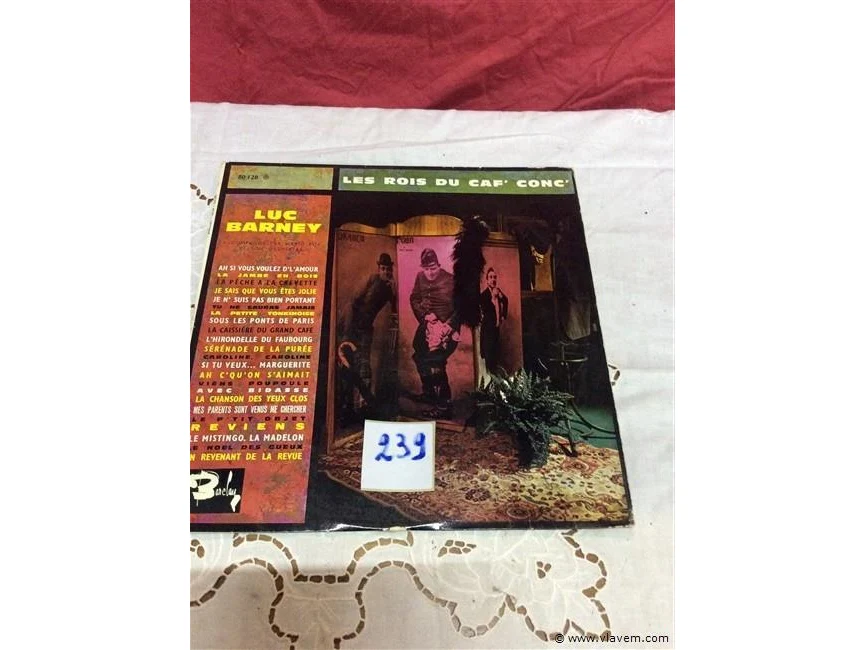 80 128
LES ROIS DU CAF' CONC'
LUC
BARNEY
AH SI VOUS VOULEZ D'L'AMOUR
LA JAMBE EN BOIS
LA PÊCHE A LA CREVETTE
JE SAIS QUE VOUS ÊTES JOLIE
JE N' SUIS PAS BIEN PORTANT
TU NE SAURAS JAMAIS
LA PETITE TONKINOISE
SOUS LES PONTS DE PARIS
LA CAISSIÈRE DU GRAND CAFÉ
L'HIRONDELLE DU FAUBOURG
SÉRÉNADE DE LA PURÉE
CAROLINE, CAROLINE
SI TU VEUX... MARGUERITE
AH C'QU'ON S'AIMAIT
VIENS POUPOULE
AVEC BIDASSE
LA CHANSON DES YEUX CLOS
MES PARENTS SONT VENUS ME CHERCHER
LE P'TIT OBJET
REVIENS
LE MISTINGO. LA MADELON
LE NOEL DES GUEUX
EN REVENANT DE LA REVUE
Barclay
239
© www.vlavem.com